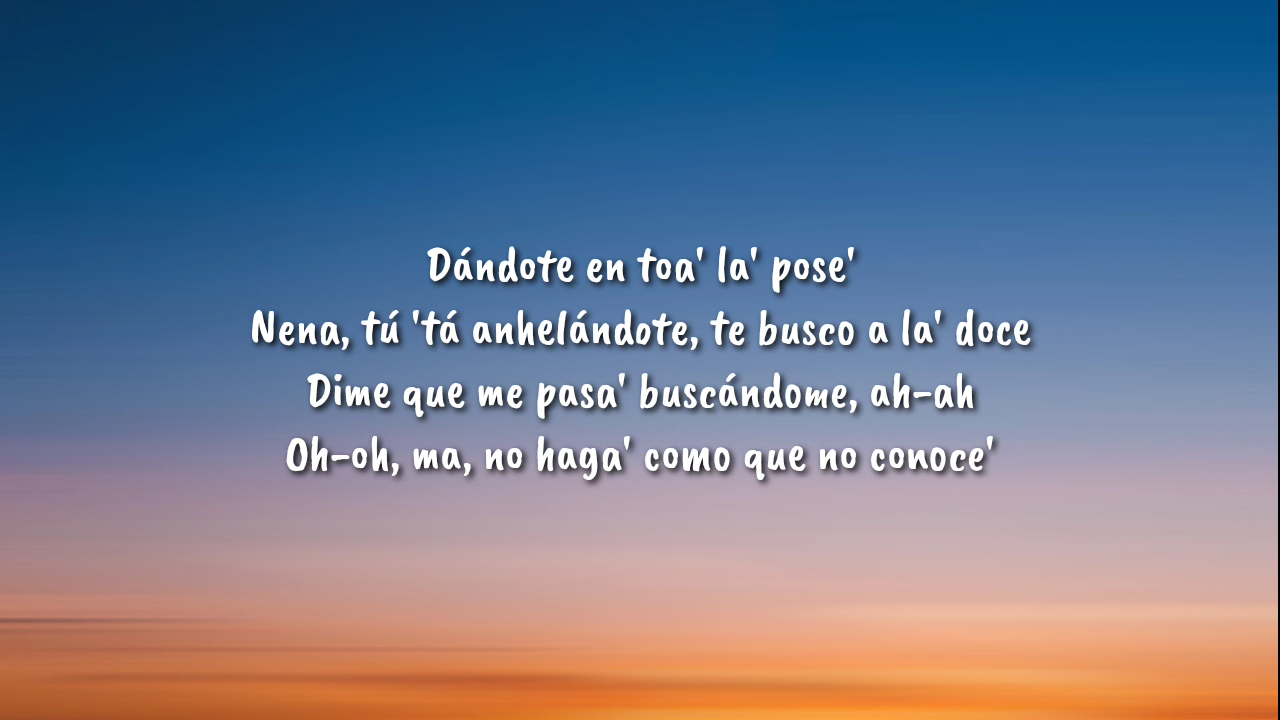 Dándote en toa' la' pose'
Nena, tú 'tá anhelándote, te busco a la' doce
Dime que me pasa' buscándome, ah-ah
Oh-oh, ma, no haga' como que no conoce'